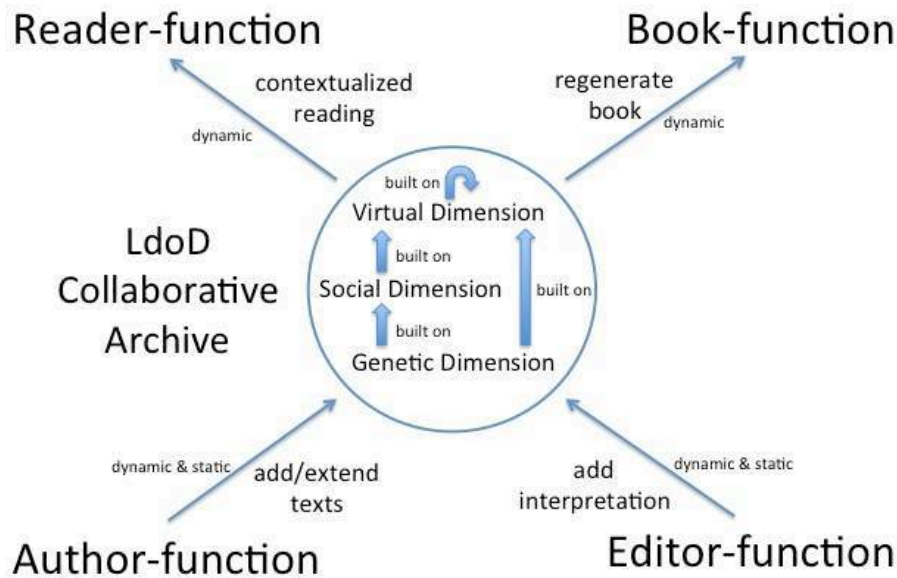 Reader-function
Book-function
contextualized
reading
regenerate
book
dynamic
dynamic
built on
Virtual Dimension
LdoD
Collaborative
Archive
built on
Social Dimension
built on
built on
Genetic Dimension
dynamic & static
add/extend
texts
add
interpretation
dynamic & static
Author-function
Editor-function